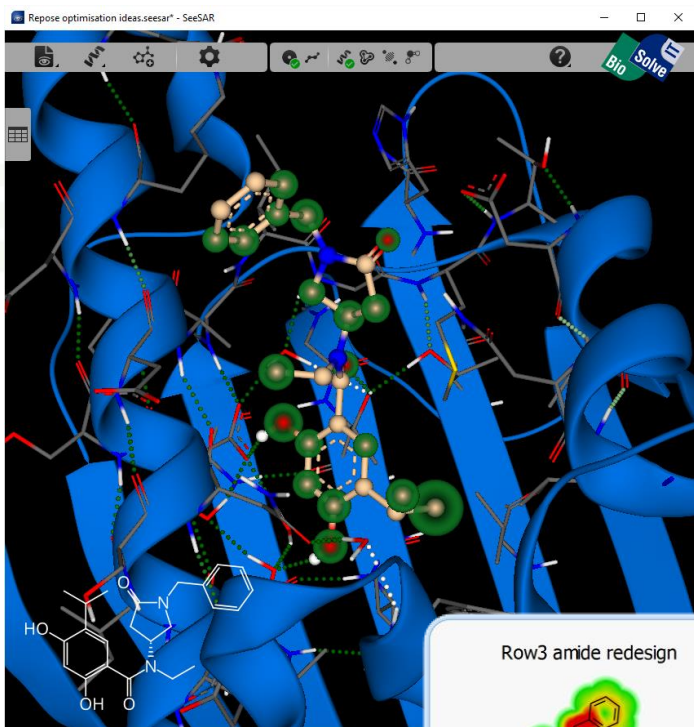 Repose optimisation ideas.seesar* - SeeSAR
?
Bio
Solve
IT
O
N
HO
N
OH
O
Row3 amide redesign